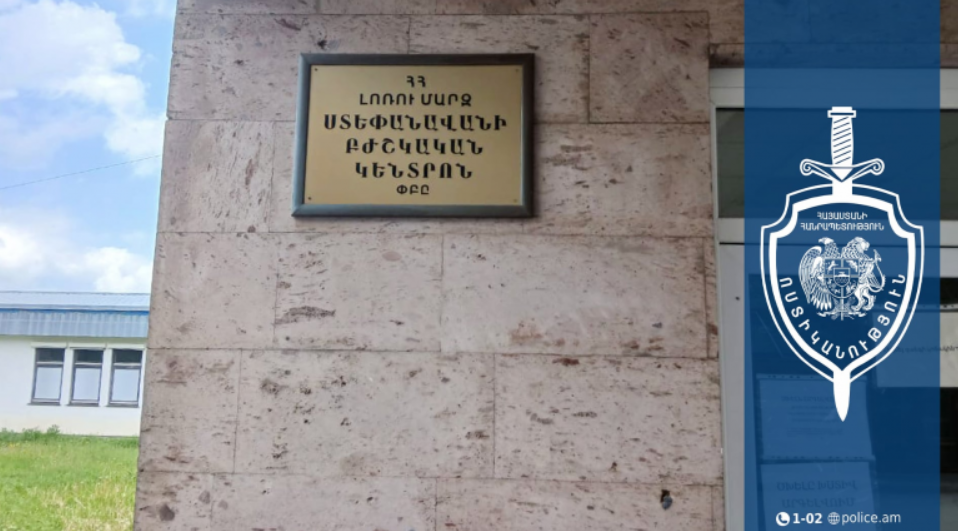 ՀՀ
ԼՈՌՈՒ ՄԱՐԶ
ՍՏԵՓԱՆԱՎԱՆԻ
ԲԺՇԿԱԿԱՆ
ԿԵՆՏՐՈՆ
ՓԲԸ
ՀԱՅԱՍՏԱՆԻ
ՀԱՆՐԱՊԵՏՈՒԹՅՈՒՆ
ՈՍՏԻԿԱՆՈՒԹՅՈՒՆ
1-02 police.am